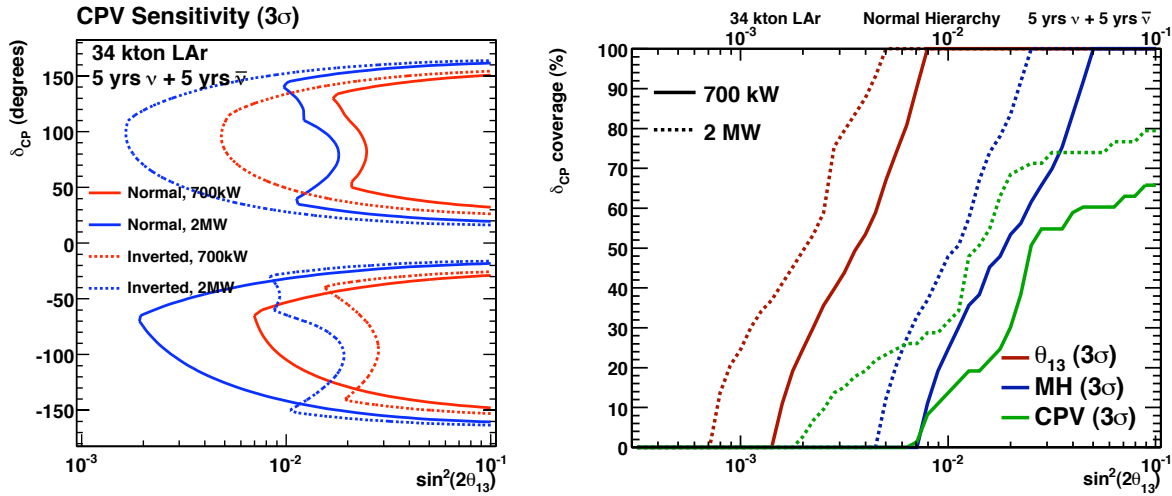 CPV Sensitivity (3σ)
34 kton LAr
5 yrs ν + 5 yrs ν̅
δCP (degrees)
150
100
50
0
-50
-100
-150
Normal, 700kW
Normal, 2MW
Inverted, 700kW
Inverted, 2MW
10⁻³
10⁻²
10⁻¹
sin²(2θ₁₃)
34 kton LAr
Normal Hierarchy
5 yrs ν + 5 yrs ν̅
10⁻³
10⁻²
10⁻¹
δCP coverage (%)
100
90
80
70
60
50
40
30
20
10
0
700 kW
2 MW
θ₁₃ (3σ)
MH (3σ)
CPV (3σ)
10⁻³
10⁻²
10⁻¹
sin²(2θ₁₃)